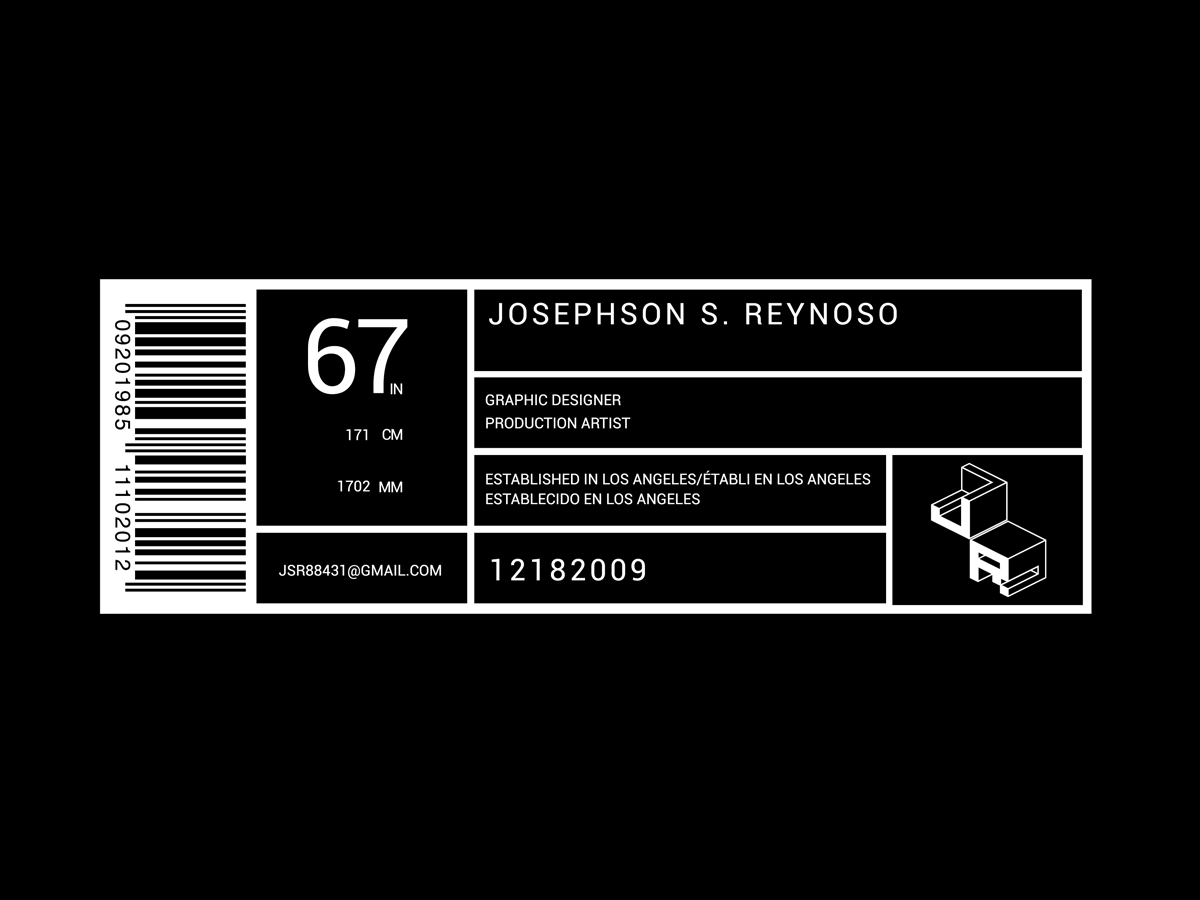 09201985 11102012
67 IN
171 CM
1702 MM
JSR88431@GMAIL.COM
JOSEPHSON S. REYNOSO
GRAPHIC DESIGNER
PRODUCTION ARTIST
ESTABLISHED IN LOS ANGELES/ÉTABLI EN LOS ANGELES
ESTABLECIDO EN LOS ANGELES
12182009
JR